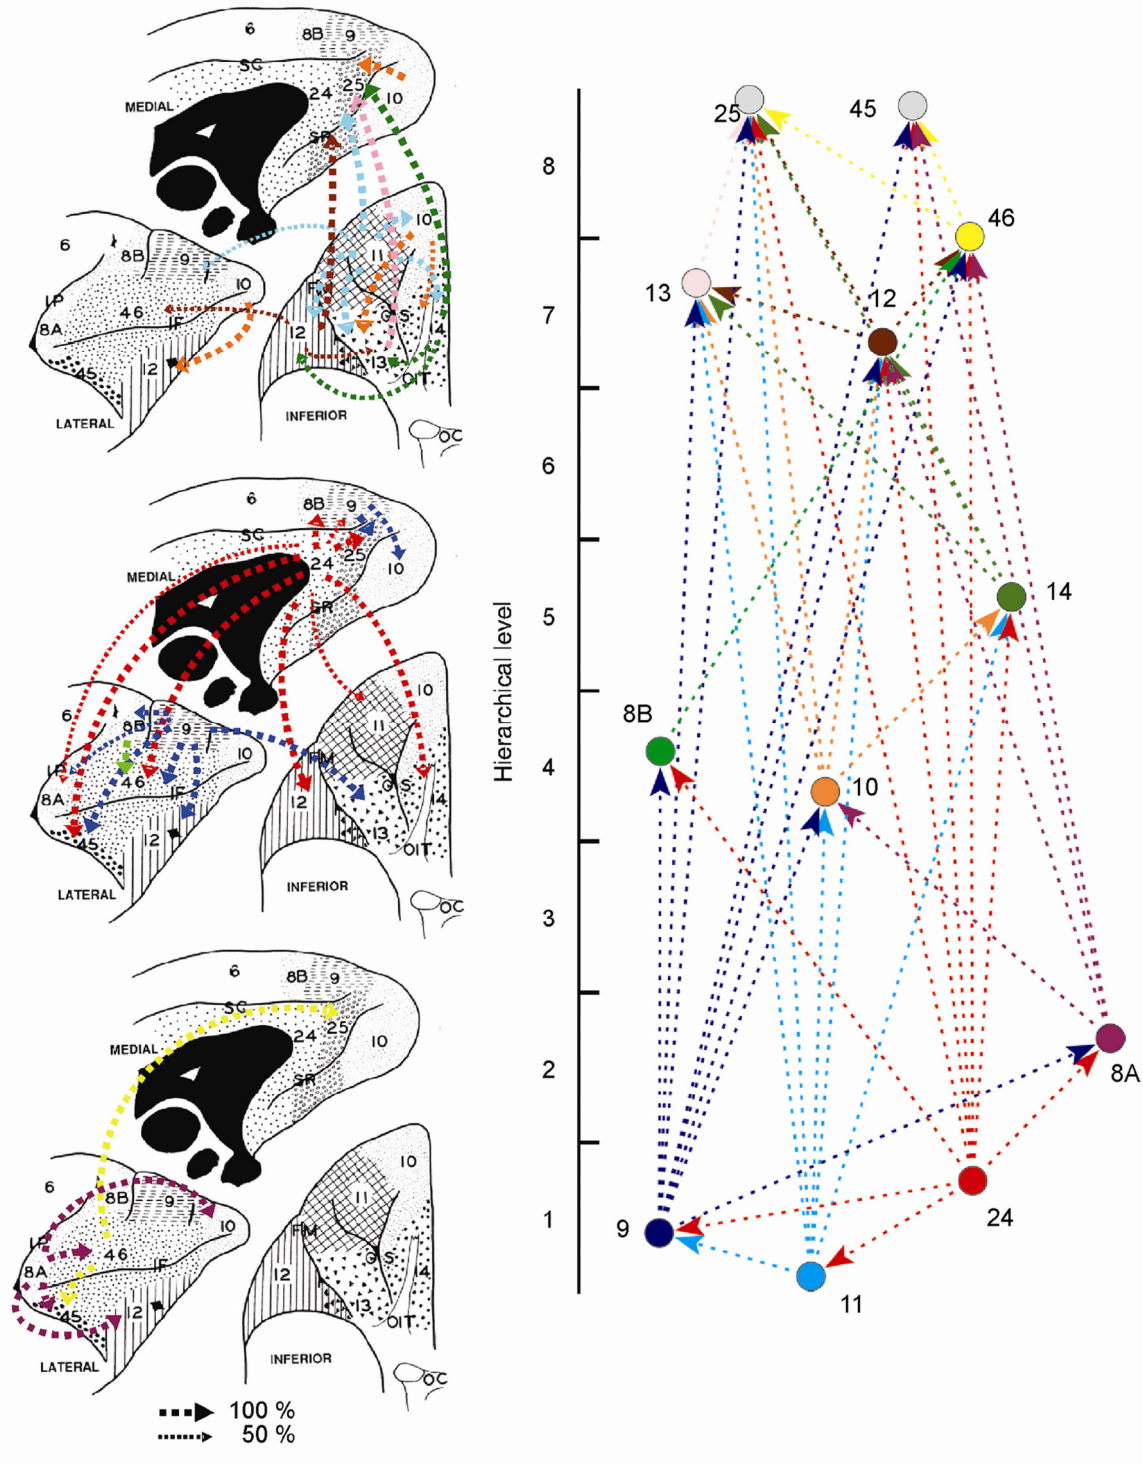 6
8B
9
SC
25
24
10
MEDIAL
SR
10
11
6
8B
9
10
IP
46
IF
8A
12
45
LATERAL
FM
12
G
S
14
13
OIT
INFERIOR
OC
6
8B
9
SC
25
24
10
MEDIAL
SR
10
11
6
8B
9
10
IP
46
IF
8A
12
45
LATERAL
FM
12
G
S
14
13
OIT
INFERIOR
OC
6
8B
9
SC
25
24
10
MEDIAL
SR
10
11
6
8B
9
10
IP
46
IF
8A
12
45
LATERAL
FM
12
G
S
14
13
OIT
INFERIOR
OC
100 %
50 %
Hierarchical level
8
7
6
5
4
3
2
1
25
45
46
13
12
14
8B
10
8A
9
24
11